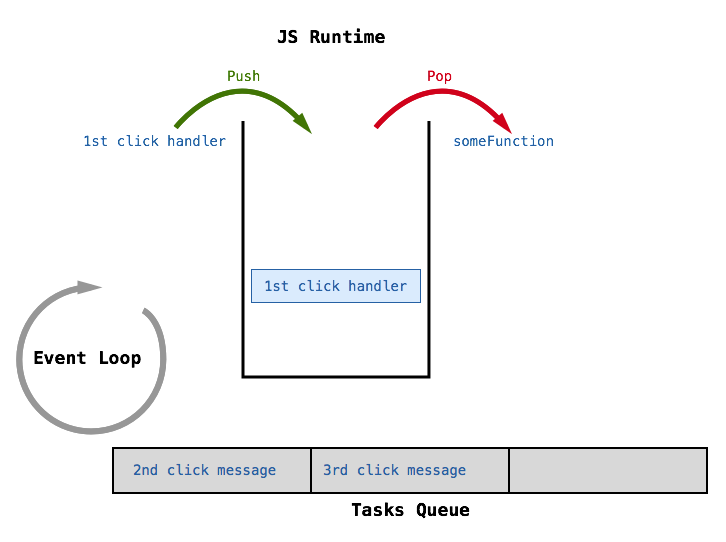 JS Runtime
Push
Pop
1st click handler
someFunction
1st click handler
Event Loop
2nd click message
3rd click message
Tasks Queue